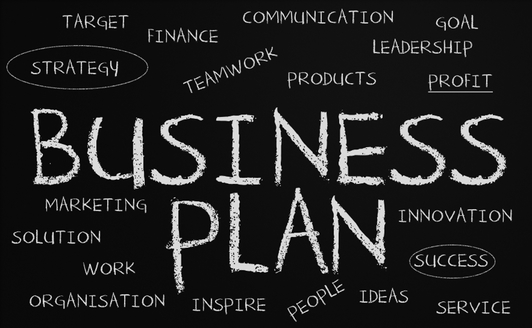 TARGET
COMMUNICATION
GOAL
FINANCE
LEADERSHIP
STRATEGY
TEAMWORK
PRODUCTS
PROFIT
BUSINESS
PLAN
MARKETING
INNOVATION
SOLUTION
WORK
SUCCESS
ORGANISATION
INSPIRE
PEOPLE
IDEAS
SERVICE